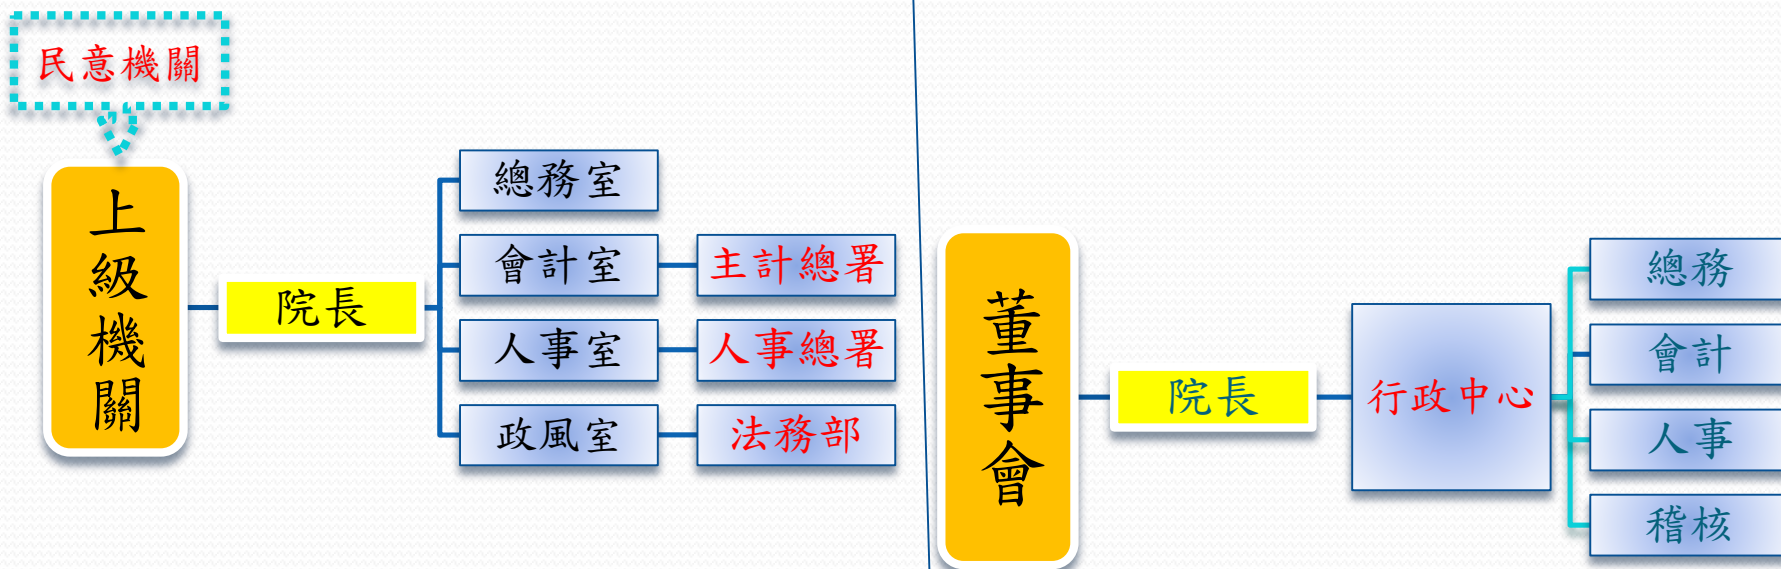 民意機關
上級機關
院長
總務室
會計室
主計總署
人事室
人事總署
政風室
法務部
董事會
院長
行政中心
總務
會計
人事
稽核